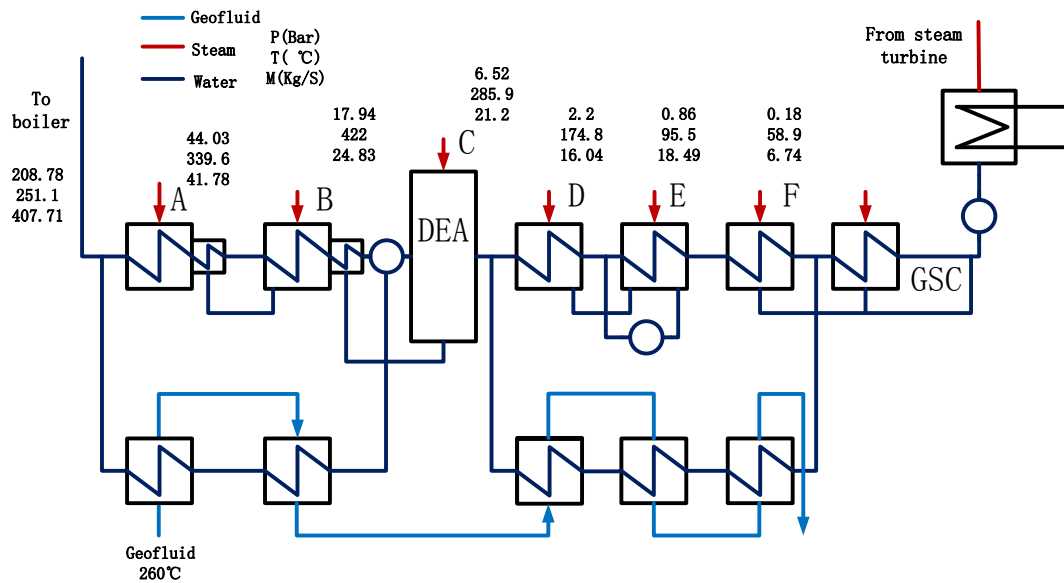 Geofluid
Steam
Water
P(Bar)
T( ℃)
M(Kg/S)
From steam
turbine
To
boiler
208.78
251.1
407.71
44.03
339.6
41.78
17.94
422
24.83
6.52
285.9
21.2
2.2
174.8
16.04
0.86
95.5
18.49
0.18
58.9
6.74
A
B
C
DEA
D
E
F
GSC
Geofluid
260℃